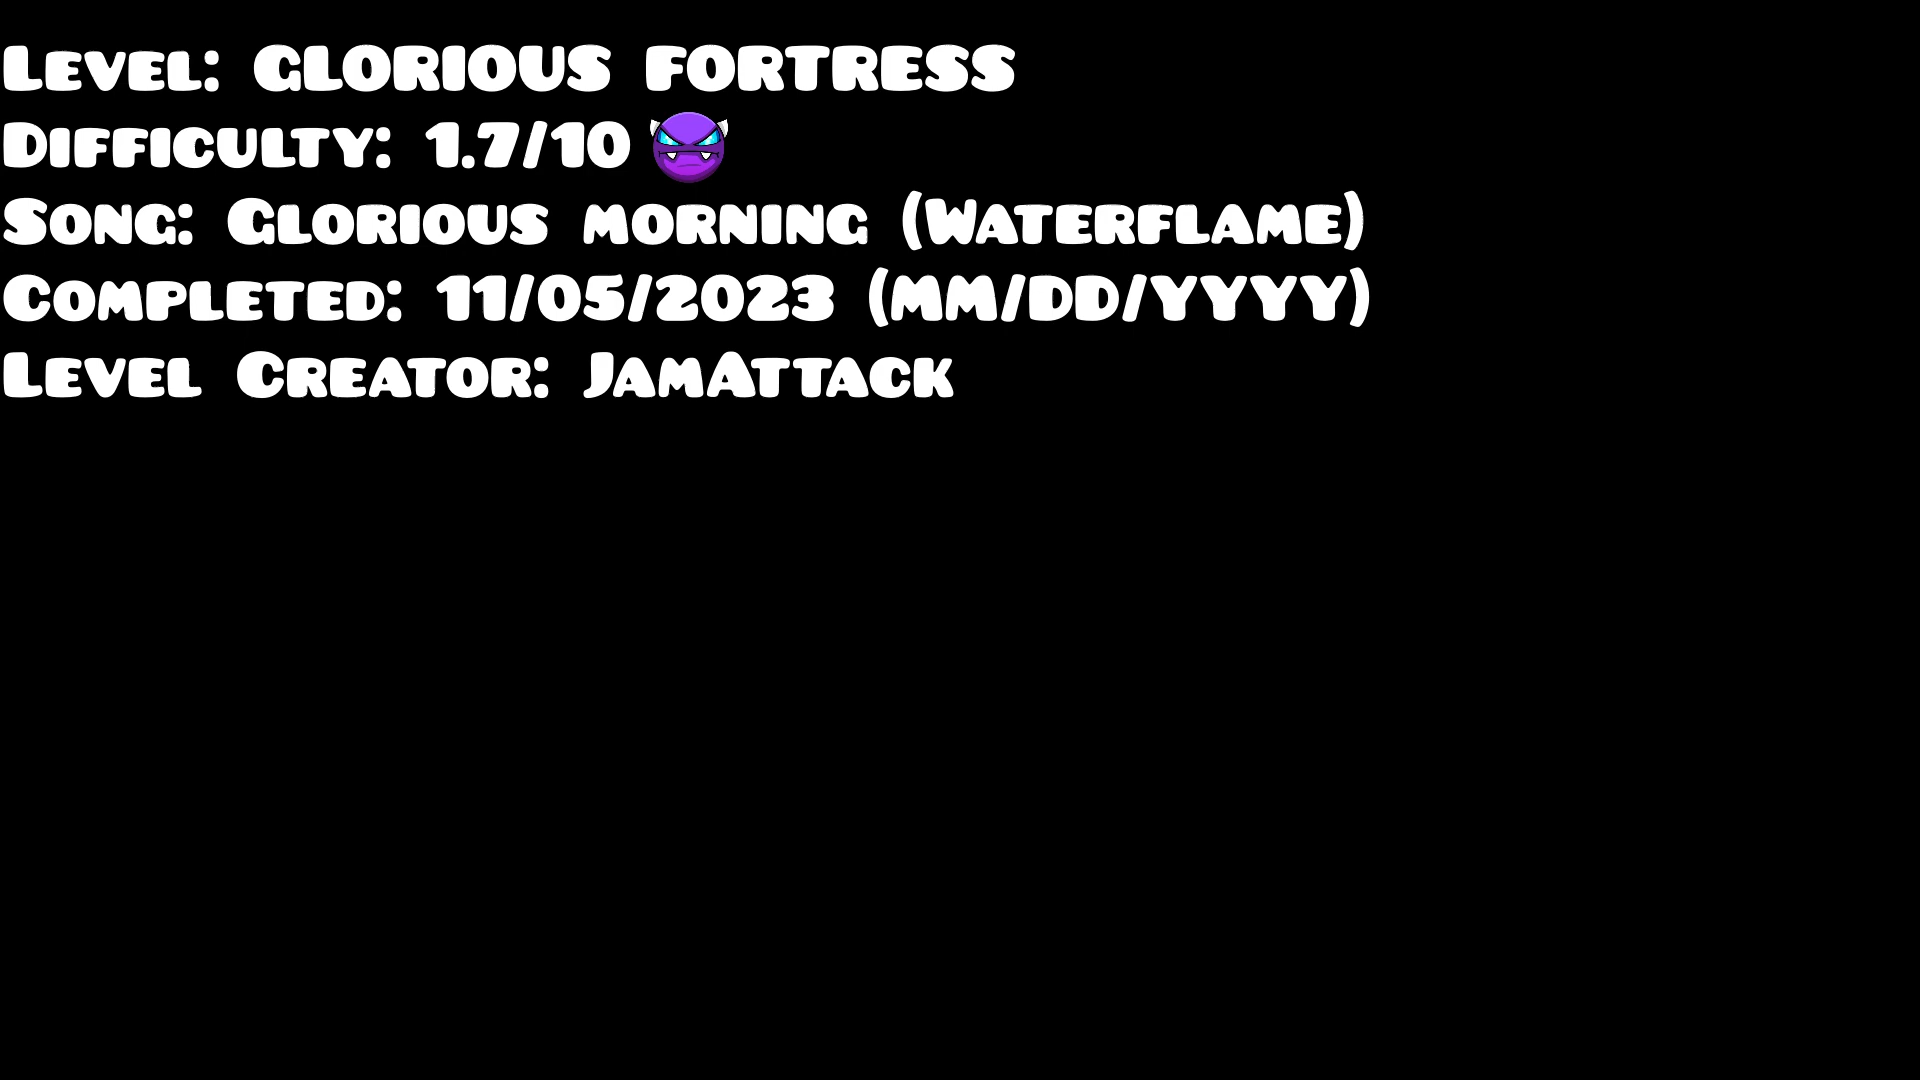 Level: GLORIOUS FORTRESS
Difficulty: 1.7/10
Song: Glorious morning (Waterflame)
Completed: 11/05/2023 (MM/DD/YYYY)
Level Creator: JamAttack